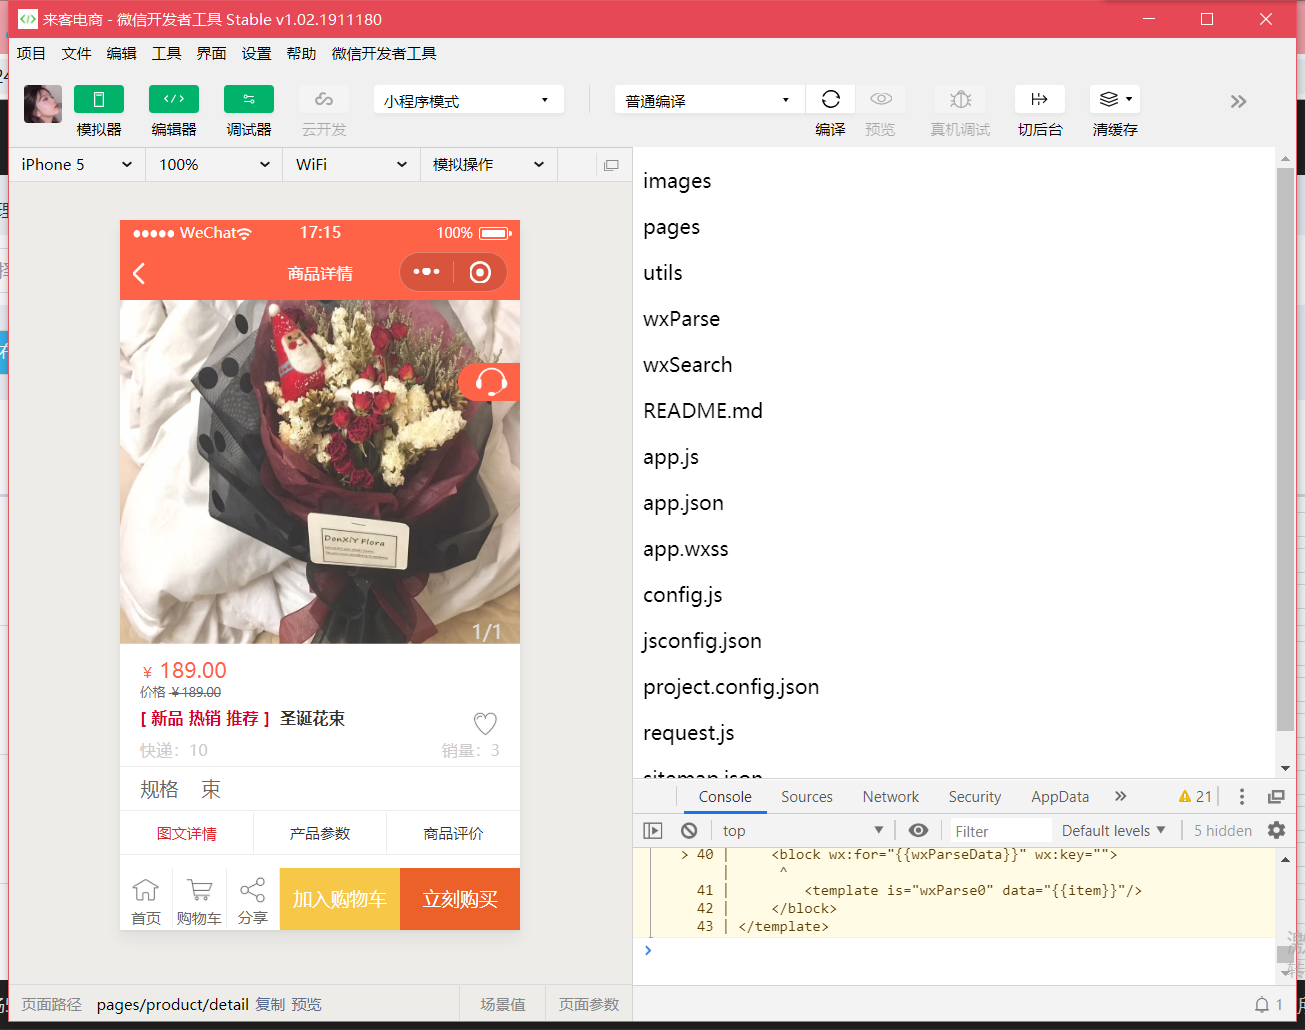 来客电商 - 微信开发者工具 Stable v1.02.1911180
项目 文件 编辑 工具 界面 设置 帮助 微信开发者工具
小程序模式
普通编译
模拟器 编辑器 调试器 云开发 编译 预览 真机调试 切后台 清缓存
iPhone 5 100% WiFi 模拟操作
WeChat 17:15 100%
商品详情
DonXiY Flora
1/1
¥ 189.00
价格 ¥ 189.00
[ 新品 热销 推荐 ] 圣诞花束
快递：10 销量：3
规格 束
图文详情 产品参数 商品评价
首页 购物车 分享 加入购物车 立刻购买
页面路径 pages/product/detail 复制 预览 场景值 页面参数
images
pages
utils
wxParse
wxSearch
README.md
app.js
app.json
app.wxss
config.js
jsconfig.json
project.config.json
request.js
sitemap.json
Console Sources Network Security AppData 21
top Filter Default levels 5 hidden
> 40 | <block wx:for="{{wxParseData}}" wx:key="">
| ^
41 | <template is="wxParse0" data="{{item}}"/>
42 | </block>
43 | </template>
1